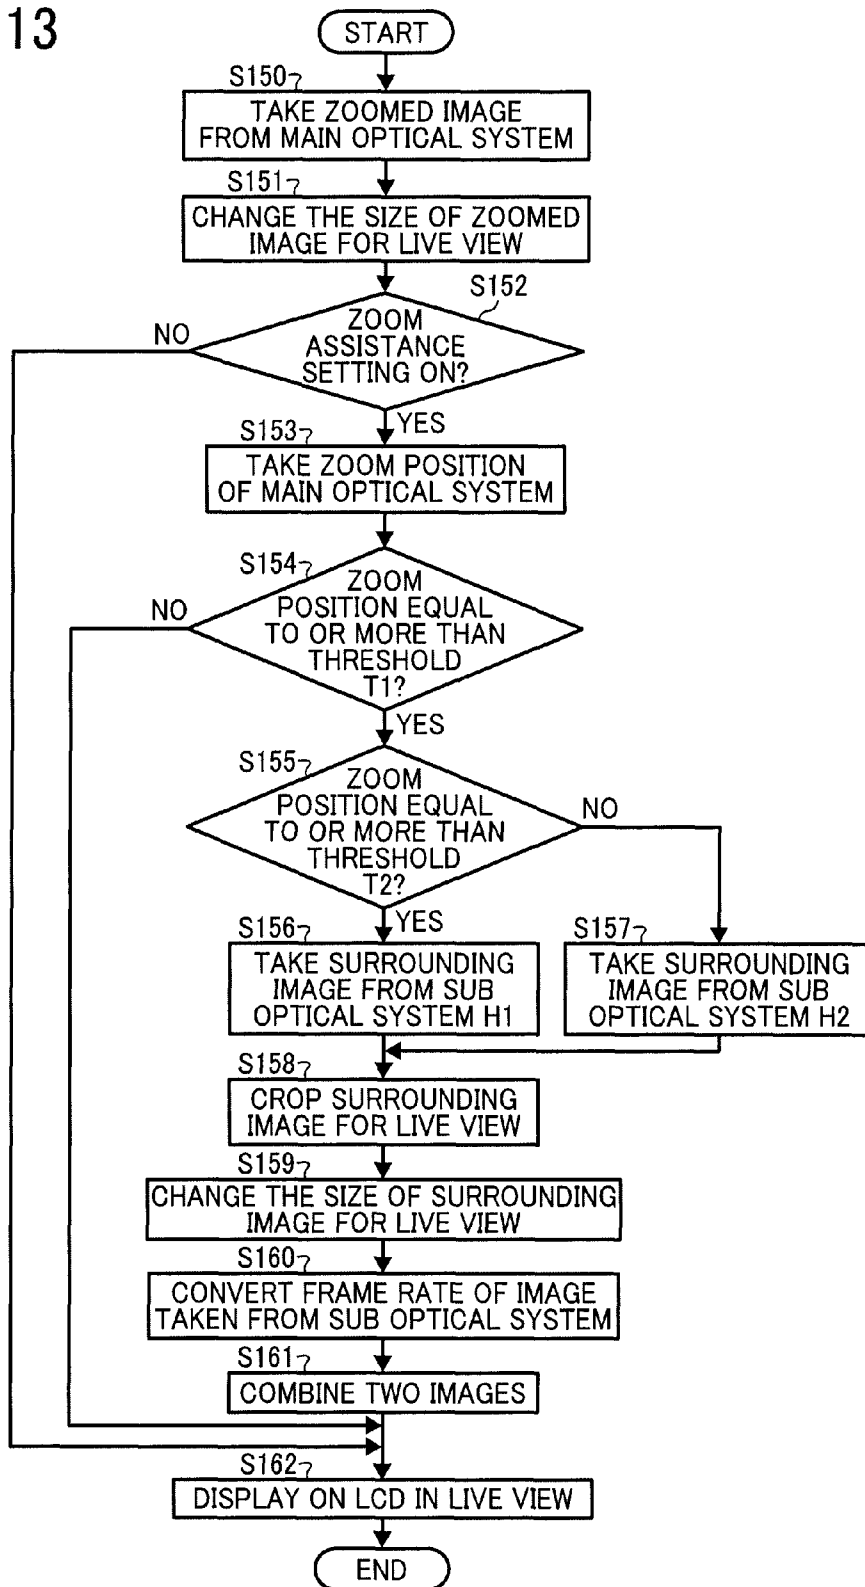 13
START
S150
TAKE ZOOMED IMAGE
FROM MAIN OPTICAL SYSTEM
S151
CHANGE THE SIZE OF ZOOMED
IMAGE FOR LIVE VIEW
S152
NO
ZOOM
ASSISTANCE
SETTING ON?
YES
S153
TAKE ZOOM POSITION
OF MAIN OPTICAL SYSTEM
S154
NO
ZOOM
POSITION EQUAL
TO OR MORE THAN
THRESHOLD
T1?
YES
S155
ZOOM
POSITION EQUAL
TO OR MORE THAN
THRESHOLD
T2?
NO
YES
S156
TAKE SURROUNDING
IMAGE FROM SUB
OPTICAL SYSTEM H1
S157
TAKE SURROUNDING
IMAGE FROM SUB
OPTICAL SYSTEM H2
S158
CROP SURROUNDING
IMAGE FOR LIVE VIEW
S159
CHANGE THE SIZE OF SURROUNDING
IMAGE FOR LIVE VIEW
S160
CONVERT FRAME RATE OF IMAGE
TAKEN FROM SUB OPTICAL SYSTEM
S161
COMBINE TWO IMAGES
S162
DISPLAY ON LCD IN LIVE VIEW
END